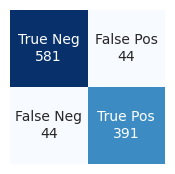 True Neg
581
False Pos
44
False Neg
44
True Pos
391